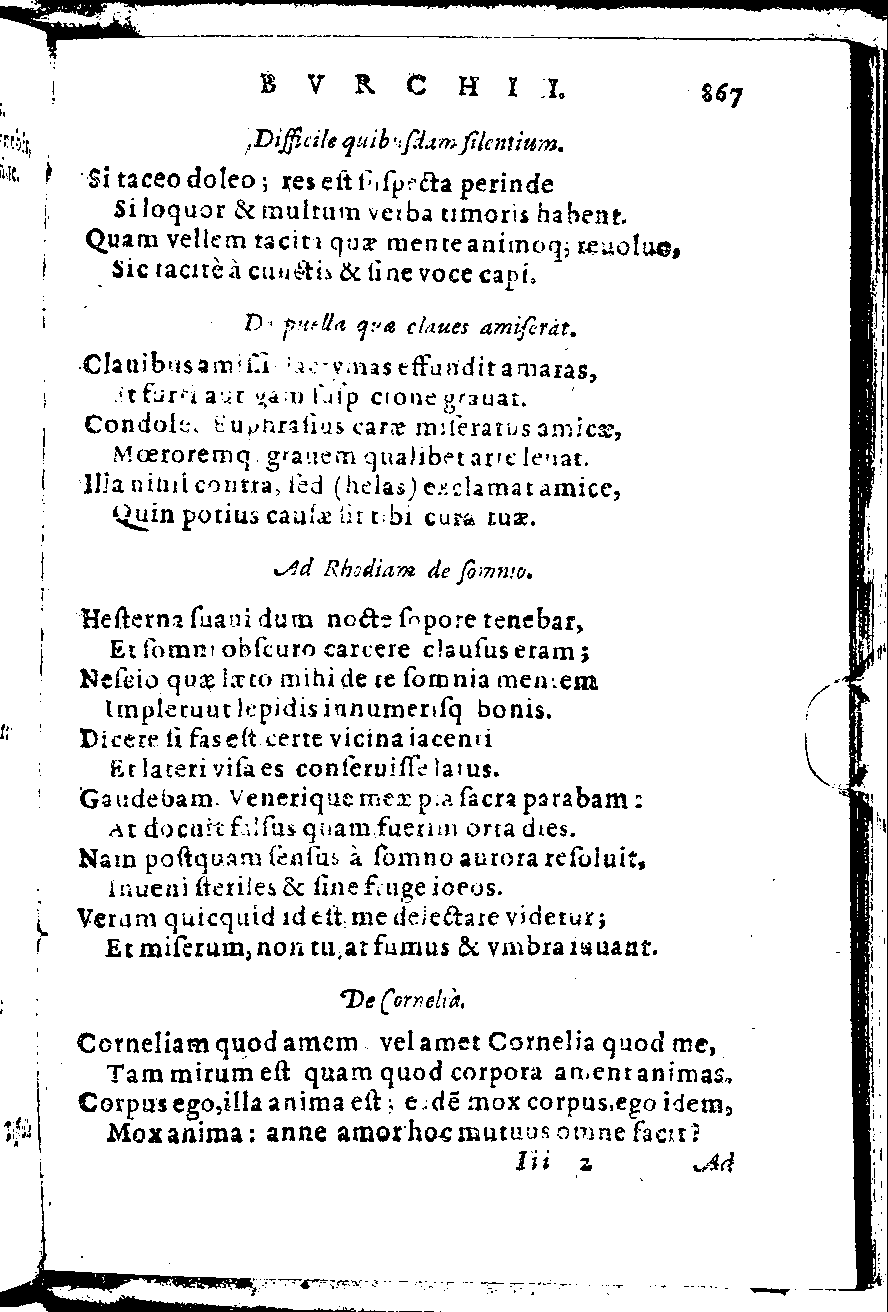 BVRCHII. 867
Difficile quibuſdam ſilentium.
Si taceo doleo; res eſt ſuſpecta perinde
Si loquor & multum verba timoris habent.
Quam vellem taciti quæ mente animoq; reuoluo,
Sic tacitè à cunctis & ſine voce capi.
De puella quæ claues amiſerat.
Clauibus amiſſis lacrymas effundit amaras,
Et furti aurigam ſuſpicione grauat.
Condolet Euphraſius caræ miſeratus amicæ,
Mœroremq; grauem qualibet arte leuat.
Illa nihil contra, ſed (helas) exclamat amice,
Quin potius cauſæ ſit tibi cura tuæ.
Ad Rhodiam de ſomnio.
Heſterna ſuaui dum nocte ſopore tenebar,
Et ſomni obſcuro carcere clauſus eram;
Neſcio quæ læto mihi de te ſomnia mentem
Impleruut lepidis innumeriſq bonis.
Dicere ſi fas eſt certe vicina iacenti
Et lateri viſa es conſeruiſſe latus.
Gaudebam. Venerique meæ pia ſacra parabam:
At docuit falſus quam fuerim orta dies.
Nam poſtquam ſenſus à ſomno aurora reſoluit,
Inueni ſteriles & ſine fruge iocos.
Verum quicquid id eſt me delectare videtur;
Et miſerum, non tu, at fumus & vmbra iuuant.
De Cornelia.
Corneliam quod amem vel amet Cornelia quod me,
Tam mirum eſt quam quod corpora ament animas.
Corpus ego, illa anima eſt; eadē mox corpus, ego idem,
Mox anima: anne amor hoc mutuus omne facit?
Iii 2 Ad